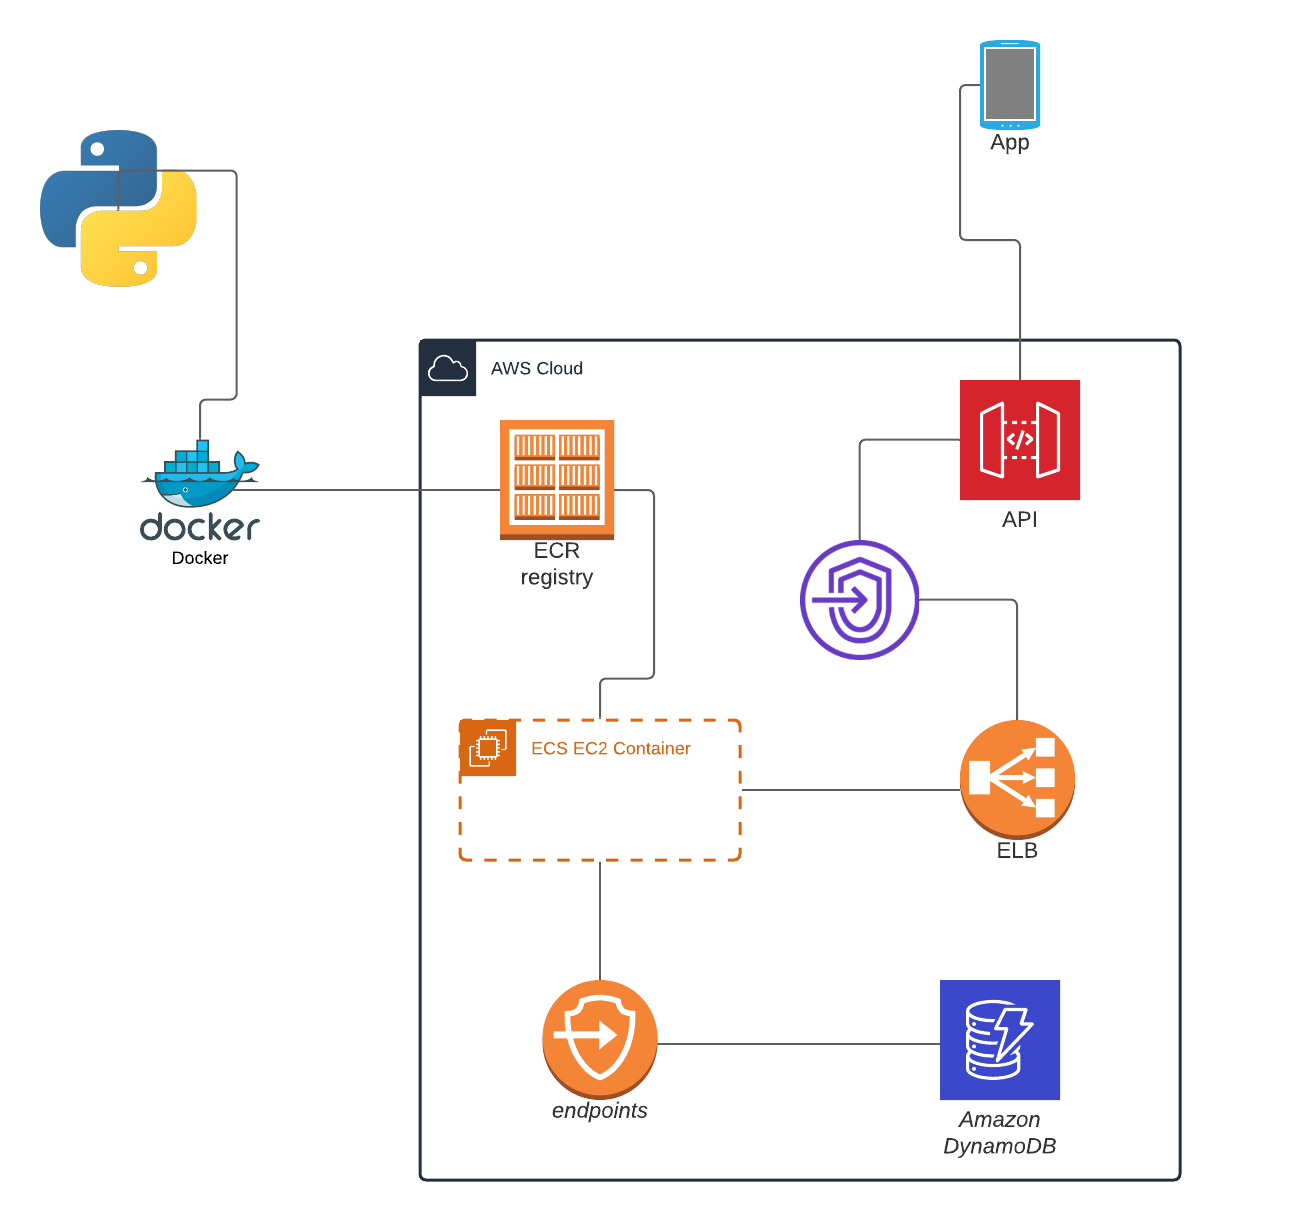 App
AWS Cloud
API
docker
Docker
ECR
registry
ECS EC2 Container
ELB
endpoints
Amazon
DynamoDB